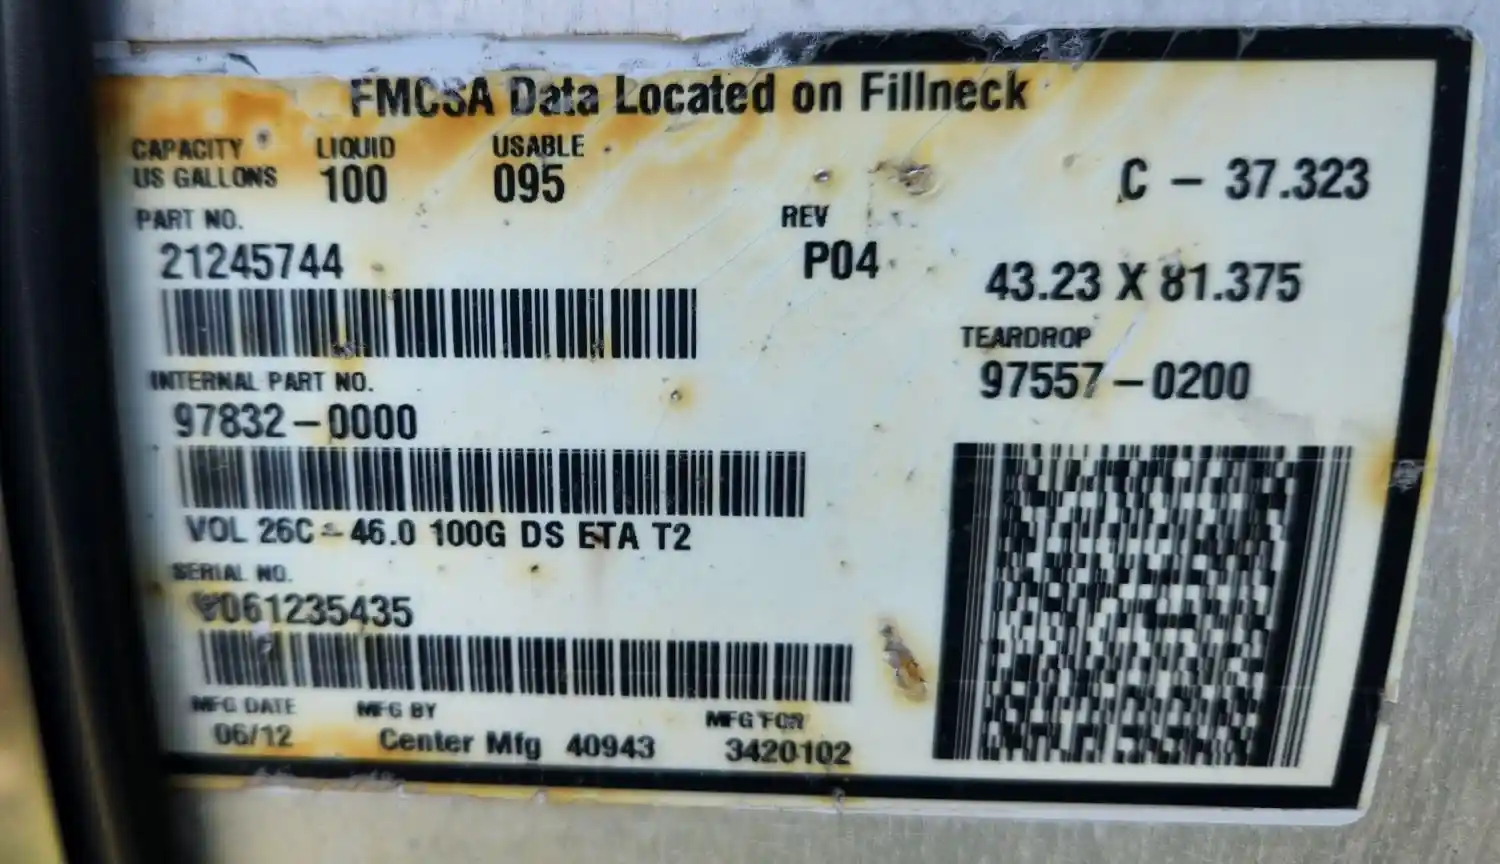 FMCSA Data Located on Fillneck
CAPACITY LIQUID USABLE
US GALLONS 100 095
C - 37.323
PART NO. REV
21245744 P04
43.23 X 81.375
TEARDROP
97557-0200
INTERNAL PART NO.
97832-0000
VOL 26C - 46.0 100G DS ETA T2
SERIAL NO.
V061235435
MFG DATE MFG BY MFG FOR
06/12 Center Mfg 40943 3420102